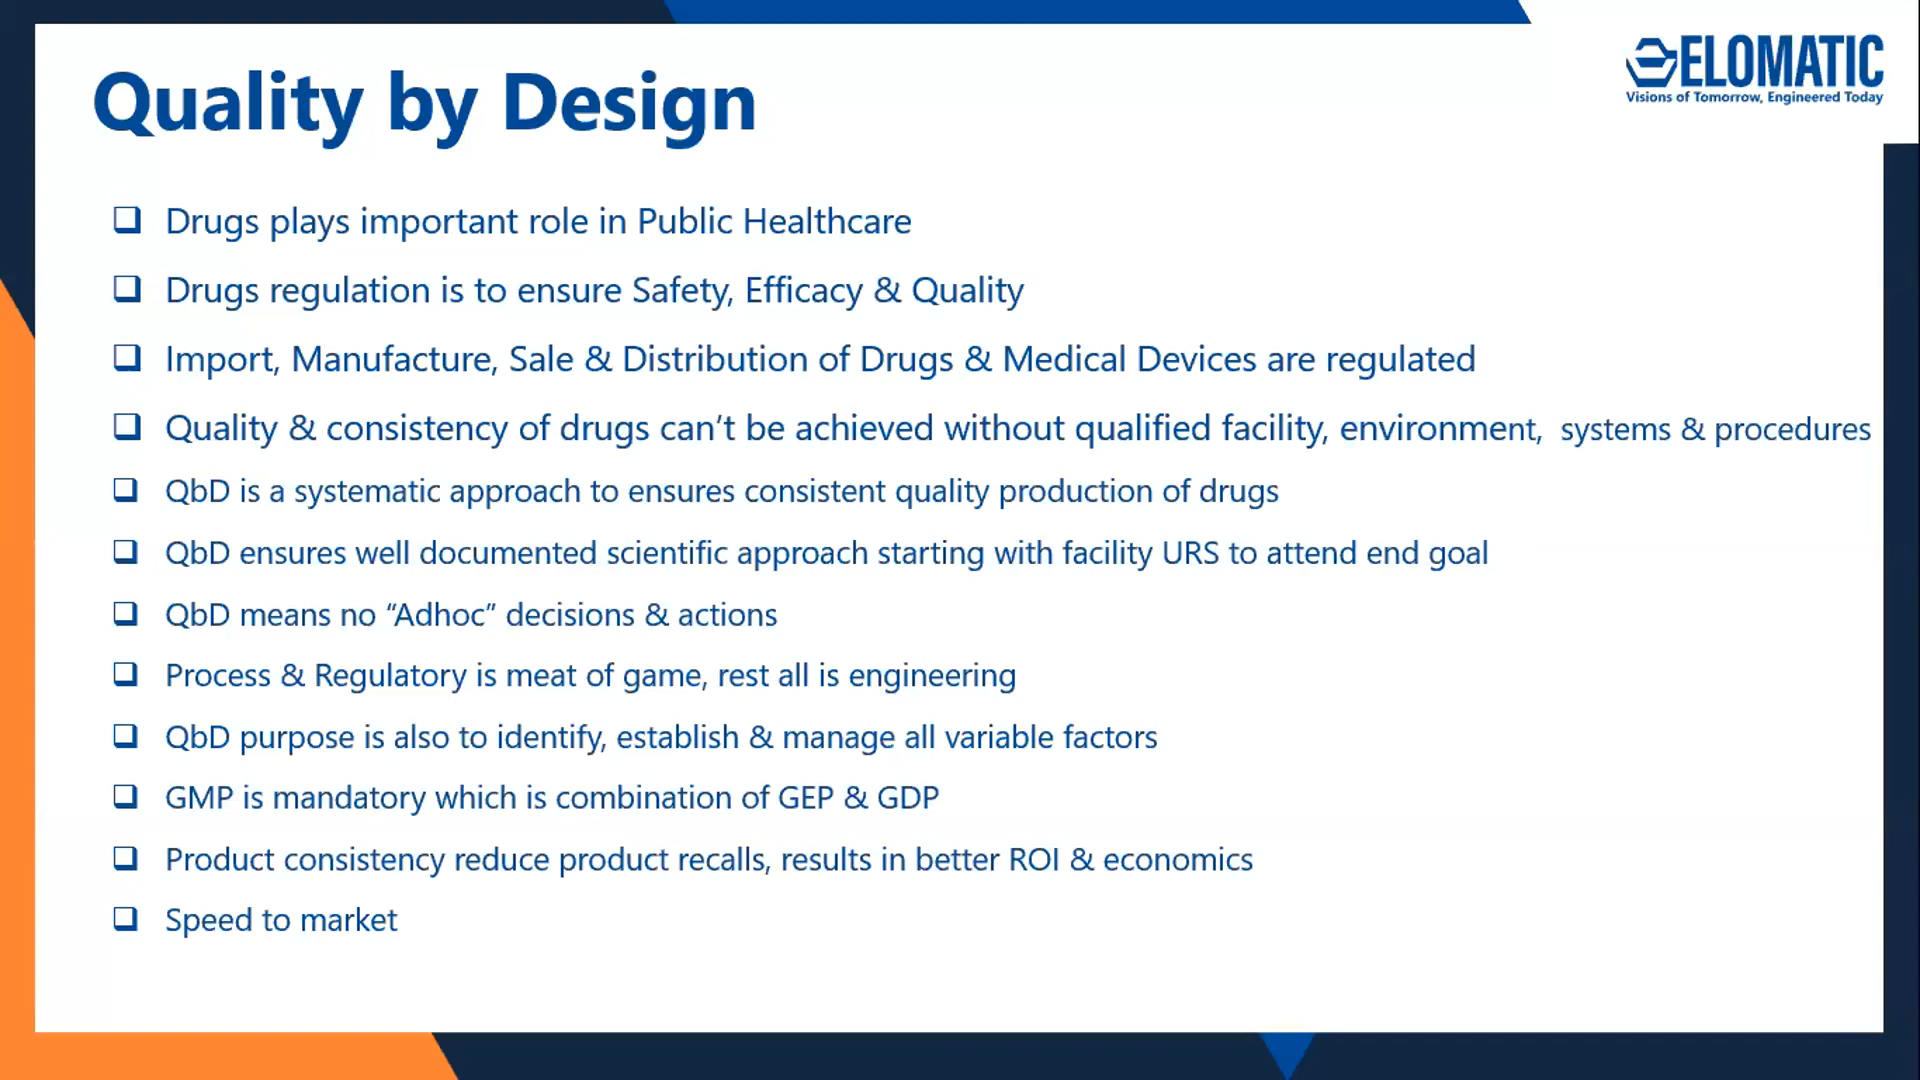 ELOMATIC
Visions of Tomorrow, Engineered Today
Quality by Design
Drugs plays important role in Public Healthcare
Drugs regulation is to ensure Safety, Efficacy & Quality
Import, Manufacture, Sale & Distribution of Drugs & Medical Devices are regulated
Quality & consistency of drugs can’t be achieved without qualified facility, environment, systems & procedures
QbD is a systematic approach to ensures consistent quality production of drugs
QbD ensures well documented scientific approach starting with facility URS to attend end goal
QbD means no “Adhoc” decisions & actions
Process & Regulatory is meat of game, rest all is engineering
QbD purpose is also to identify, establish & manage all variable factors
GMP is mandatory which is combination of GEP & GDP
Product consistency reduce product recalls, results in better ROI & economics
Speed to market